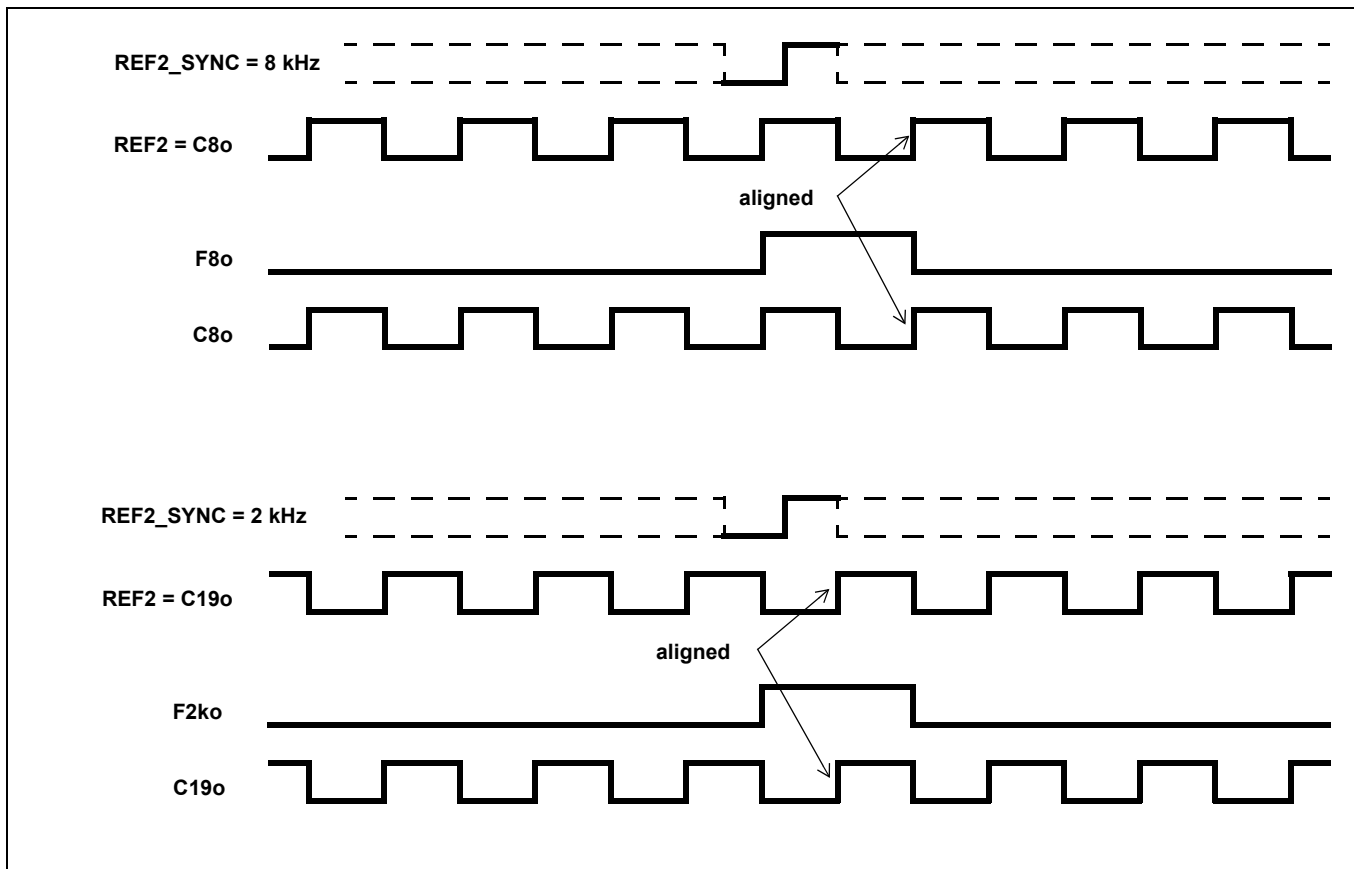 REF2_SYNC = 8 kHz
REF2 = C8o
aligned
F8o
C8o
REF2_SYNC = 2 kHz
REF2 = C19o
aligned
F2ko
C19o